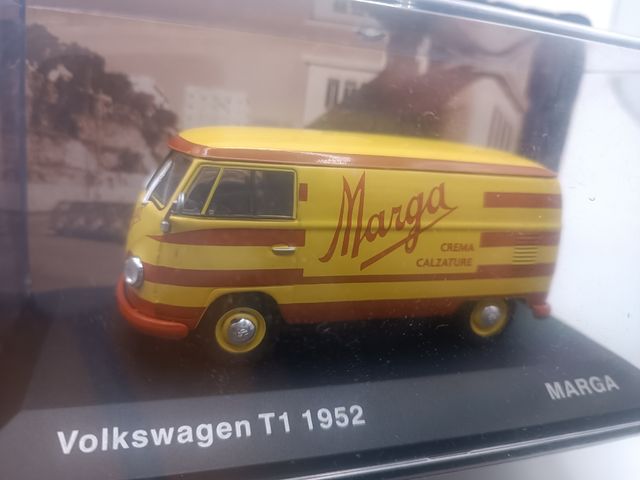 Marga
CREMA
CALZATURE
MARGA
Volkswagen T1 1952